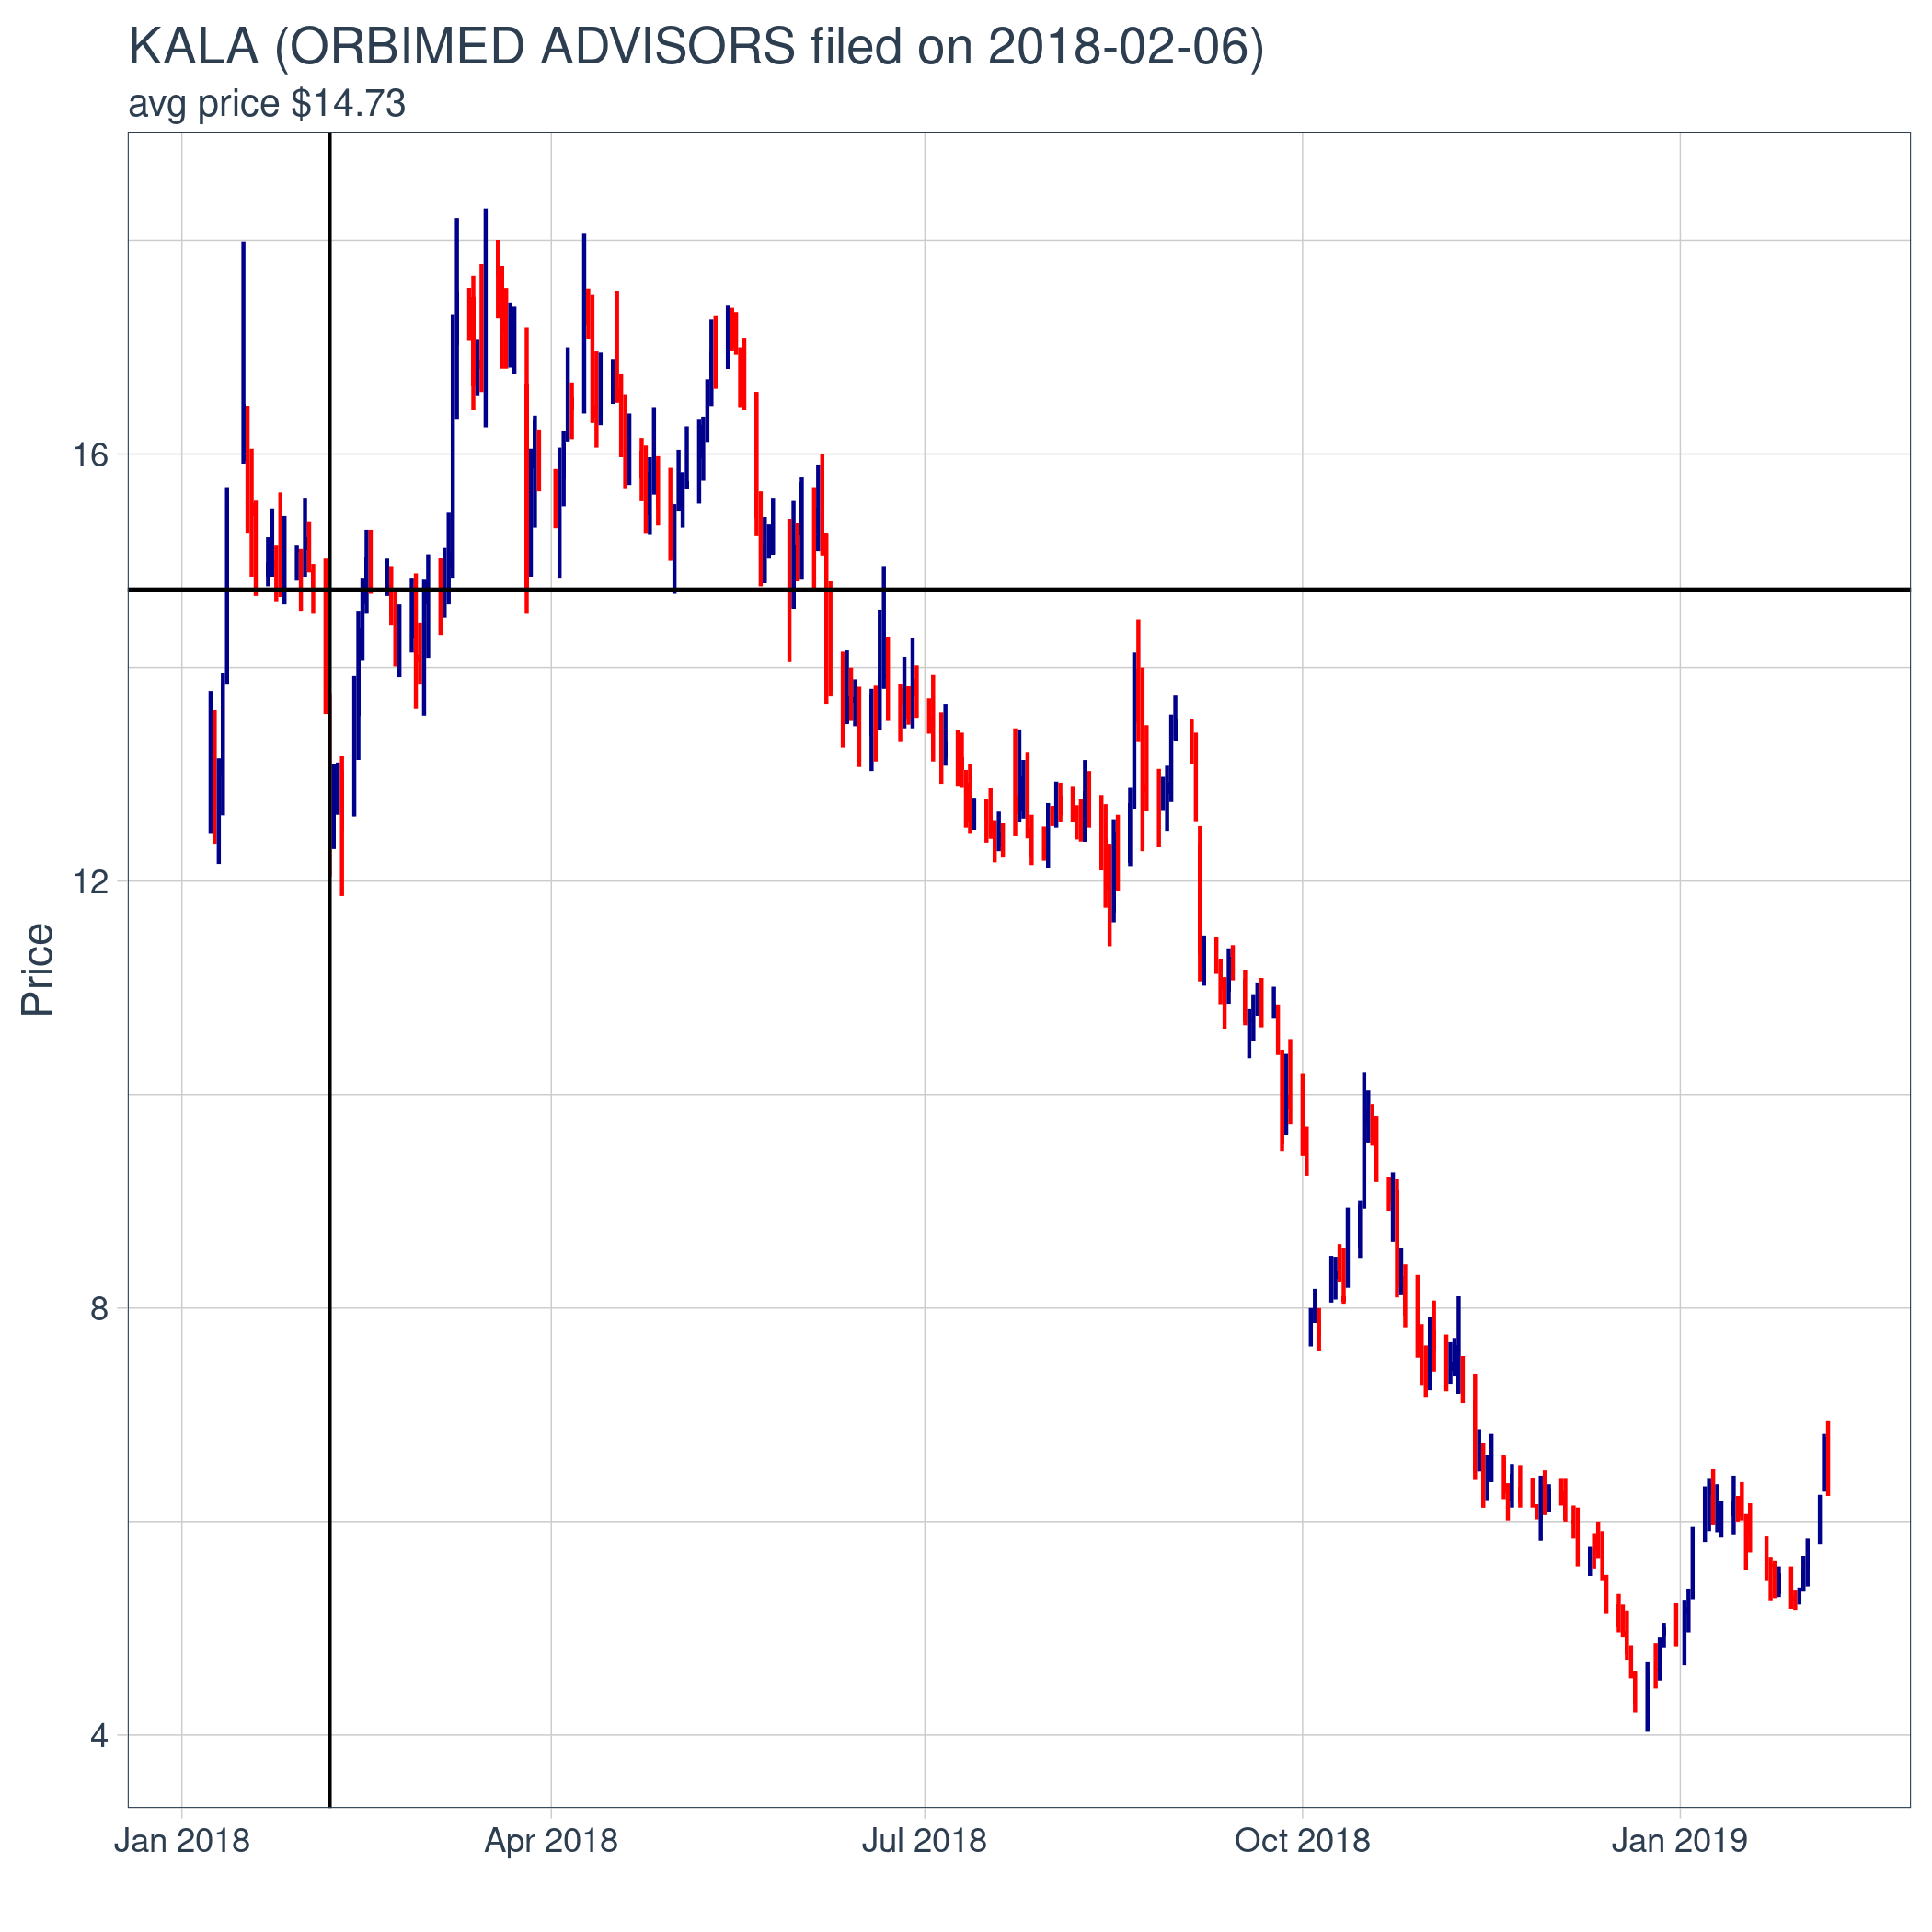 KALA (ORBIMED ADVISORS filed on 2018-02-06)
avg price $14.73
16
12
8
4
Price
Jan 2018
Apr 2018
Jul 2018
Oct 2018
Jan 2019